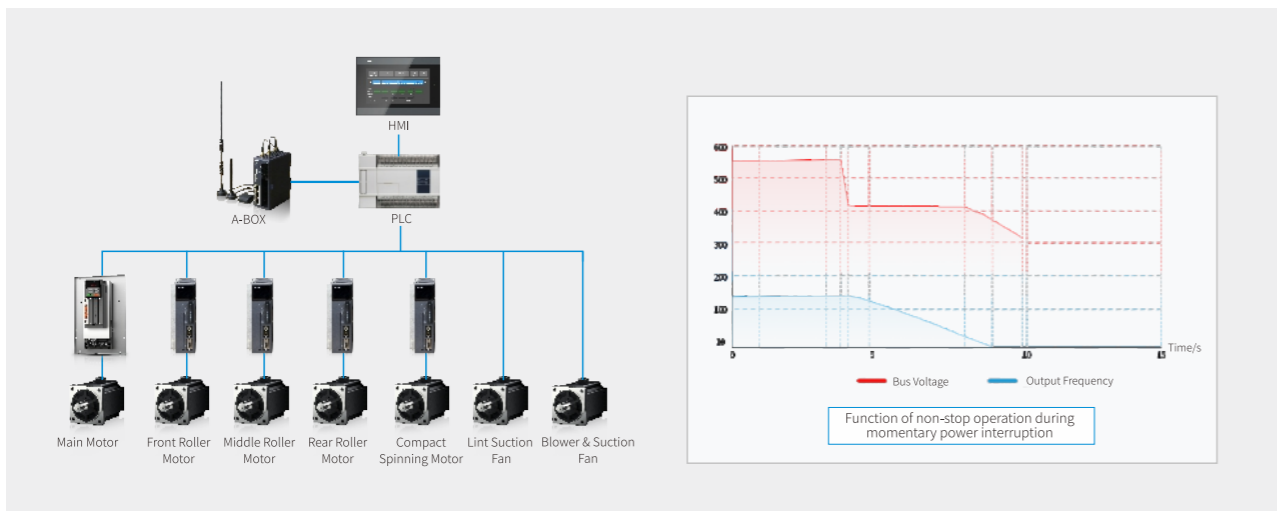 HMI
A-BOX
PLC
Main Motor
Front Roller
Motor
Middle Roller
Motor
Rear Roller
Motor
Compact
Spinning Motor
Lint Suction
Fan
Blower & Suction
Fan
600
500
400
300
200
100
0
5
10
15
Time/s
Bus Voltage
Output Frequency
Function of non-stop operation during
momentary power interruption